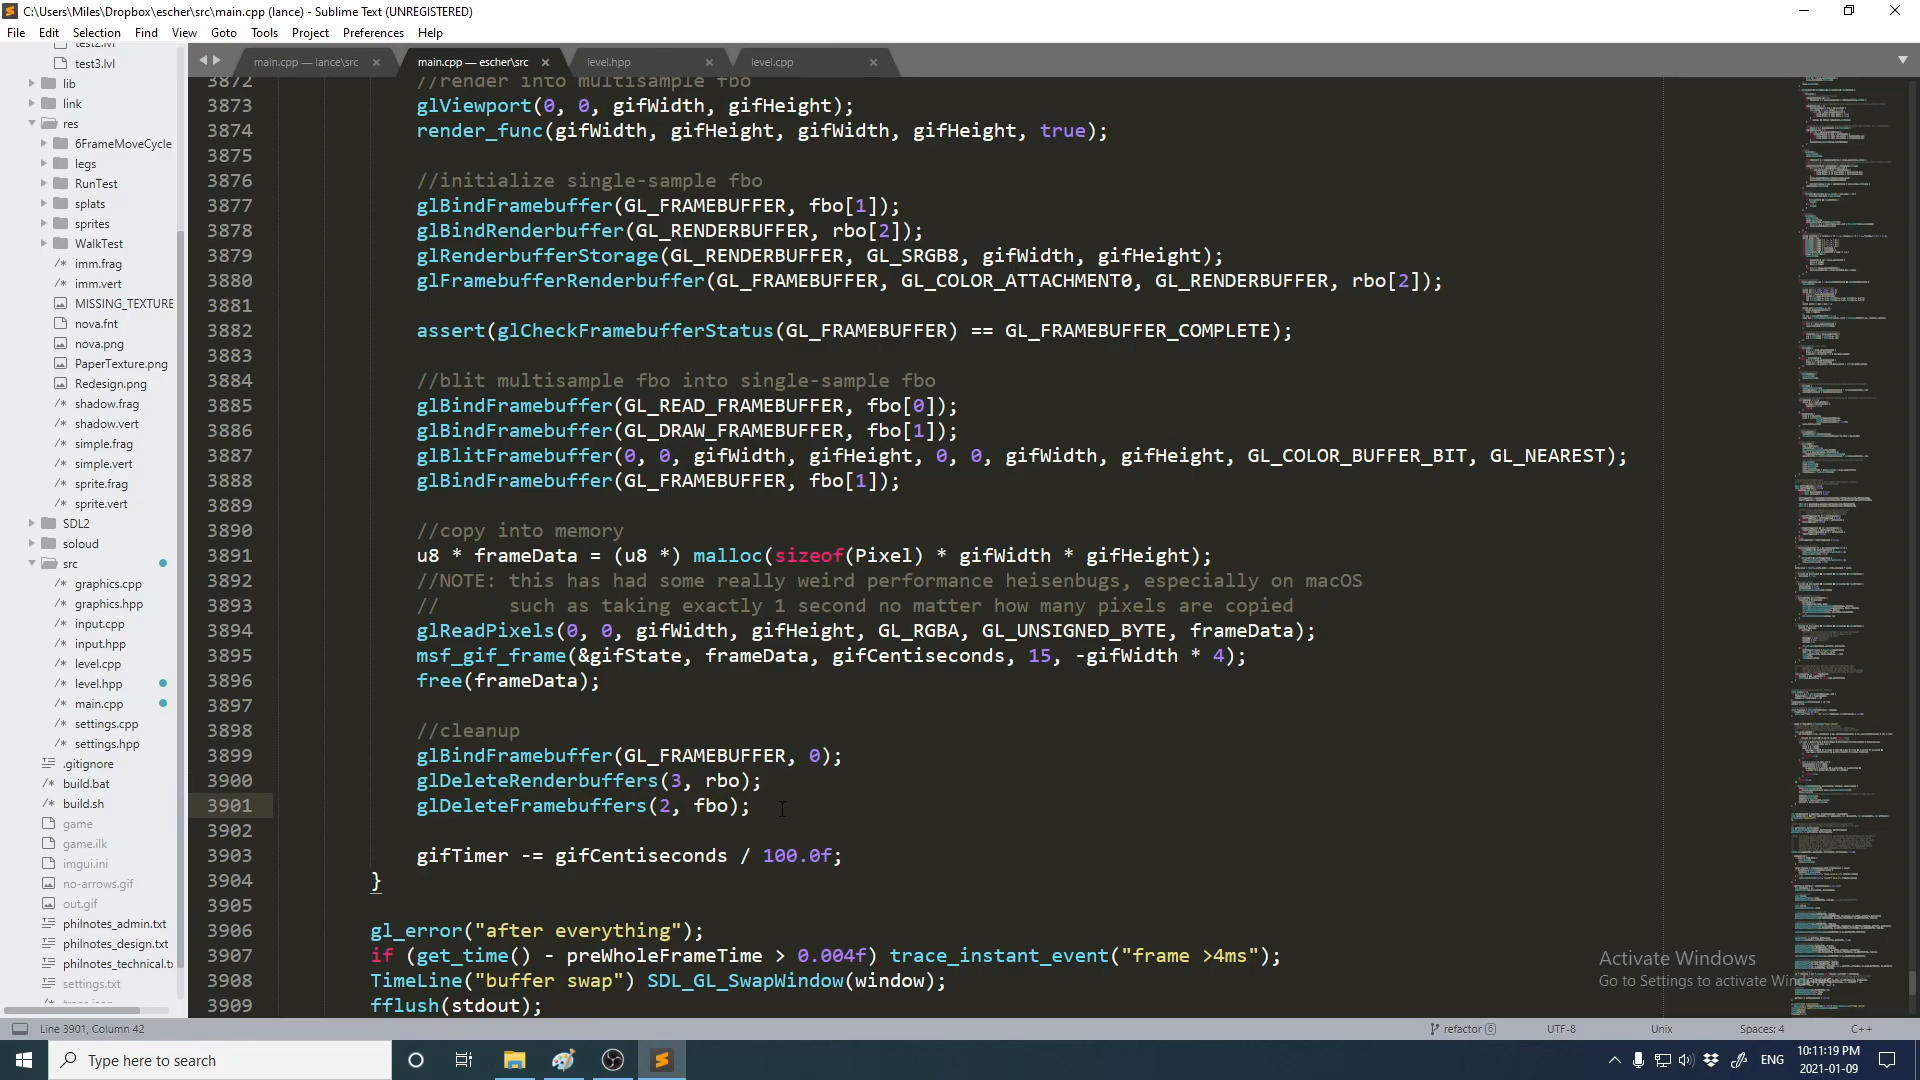 C:\Users\Miles\Dropbox\escher\src\main.cpp (lance) - Sublime Text (UNREGISTERED)
File Edit Selection Find View Goto Tools Project Preferences Help
main.cpp — lance\src
main.cpp — escher\src
level.hpp
level.cpp
test2.lvl
test3.lvl
lib
link
res
6FrameMoveCycle
legs
RunTest
splats
sprites
WalkTest
imm.frag
imm.vert
MISSING_TEXTURE
nova.fnt
nova.png
PaperTexture.png
Redesign.png
shadow.frag
shadow.vert
simple.frag
simple.vert
sprite.frag
sprite.vert
SDL2
soloud
src
graphics.cpp
graphics.hpp
input.cpp
input.hpp
level.cpp
level.hpp
main.cpp
settings.cpp
settings.hpp
.gitignore
build.bat
build.sh
game
game.ilk
imgui.ini
no-arrows.gif
out.gif
philnotes_admin.txt
philnotes_design.txt
philnotes_technical.t
settings.txt
3872 //render into multisample fbo
3873 glViewport(0, 0, gifWidth, gifHeight);
3874 render_func(gifWidth, gifHeight, gifWidth, gifHeight, true);
3875
3876 //initialize single-sample fbo
3877 glBindFramebuffer(GL_FRAMEBUFFER, fbo[1]);
3878 glBindRenderbuffer(GL_RENDERBUFFER, rbo[2]);
3879 glRenderbufferStorage(GL_RENDERBUFFER, GL_SRGB8, gifWidth, gifHeight);
3880 glFramebufferRenderbuffer(GL_FRAMEBUFFER, GL_COLOR_ATTACHMENT0, GL_RENDERBUFFER, rbo[2]);
3881
3882 assert(glCheckFramebufferStatus(GL_FRAMEBUFFER) == GL_FRAMEBUFFER_COMPLETE);
3883
3884 //blit multisample fbo into single-sample fbo
3885 glBindFramebuffer(GL_READ_FRAMEBUFFER, fbo[0]);
3886 glBindFramebuffer(GL_DRAW_FRAMEBUFFER, fbo[1]);
3887 glBlitFramebuffer(0, 0, gifWidth, gifHeight, 0, 0, gifWidth, gifHeight, GL_COLOR_BUFFER_BIT, GL_NEAREST);
3888 glBindFramebuffer(GL_FRAMEBUFFER, fbo[1]);
3889
3890 //copy into memory
3891 u8 * frameData = (u8 *) malloc(sizeof(Pixel) * gifWidth * gifHeight);
3892 //NOTE: this has had some really weird performance heisenbugs, especially on macOS
3893 // such as taking exactly 1 second no matter how many pixels are copied
3894 glReadPixels(0, 0, gifWidth, gifHeight, GL_RGBA, GL_UNSIGNED_BYTE, frameData);
3895 msf_gif_frame(&gifState, frameData, gifCentiseconds, 15, -gifWidth * 4);
3896 free(frameData);
3897
3898 //cleanup
3899 glBindFramebuffer(GL_FRAMEBUFFER, 0);
3900 glDeleteRenderbuffers(3, rbo);
3901 glDeleteFramebuffers(2, fbo);
3902
3903 gifTimer -= gifCentiseconds / 100.0f;
3904 }
3905
3906 gl_error("after everything");
3907 if (get_time() - preWholeFrameTime > 0.004f) trace_instant_event("frame >4ms");
3908 TimeLine("buffer swap") SDL_GL_SwapWindow(window);
3909 fflush(stdout);
Activate Windows
Go to Settings to activate Windows.
Line 3901, Column 42
refactor 6
UTF-8
Unix
Spaces: 4
C++
Type here to search
ENG
10:11:19 PM
2021-01-09